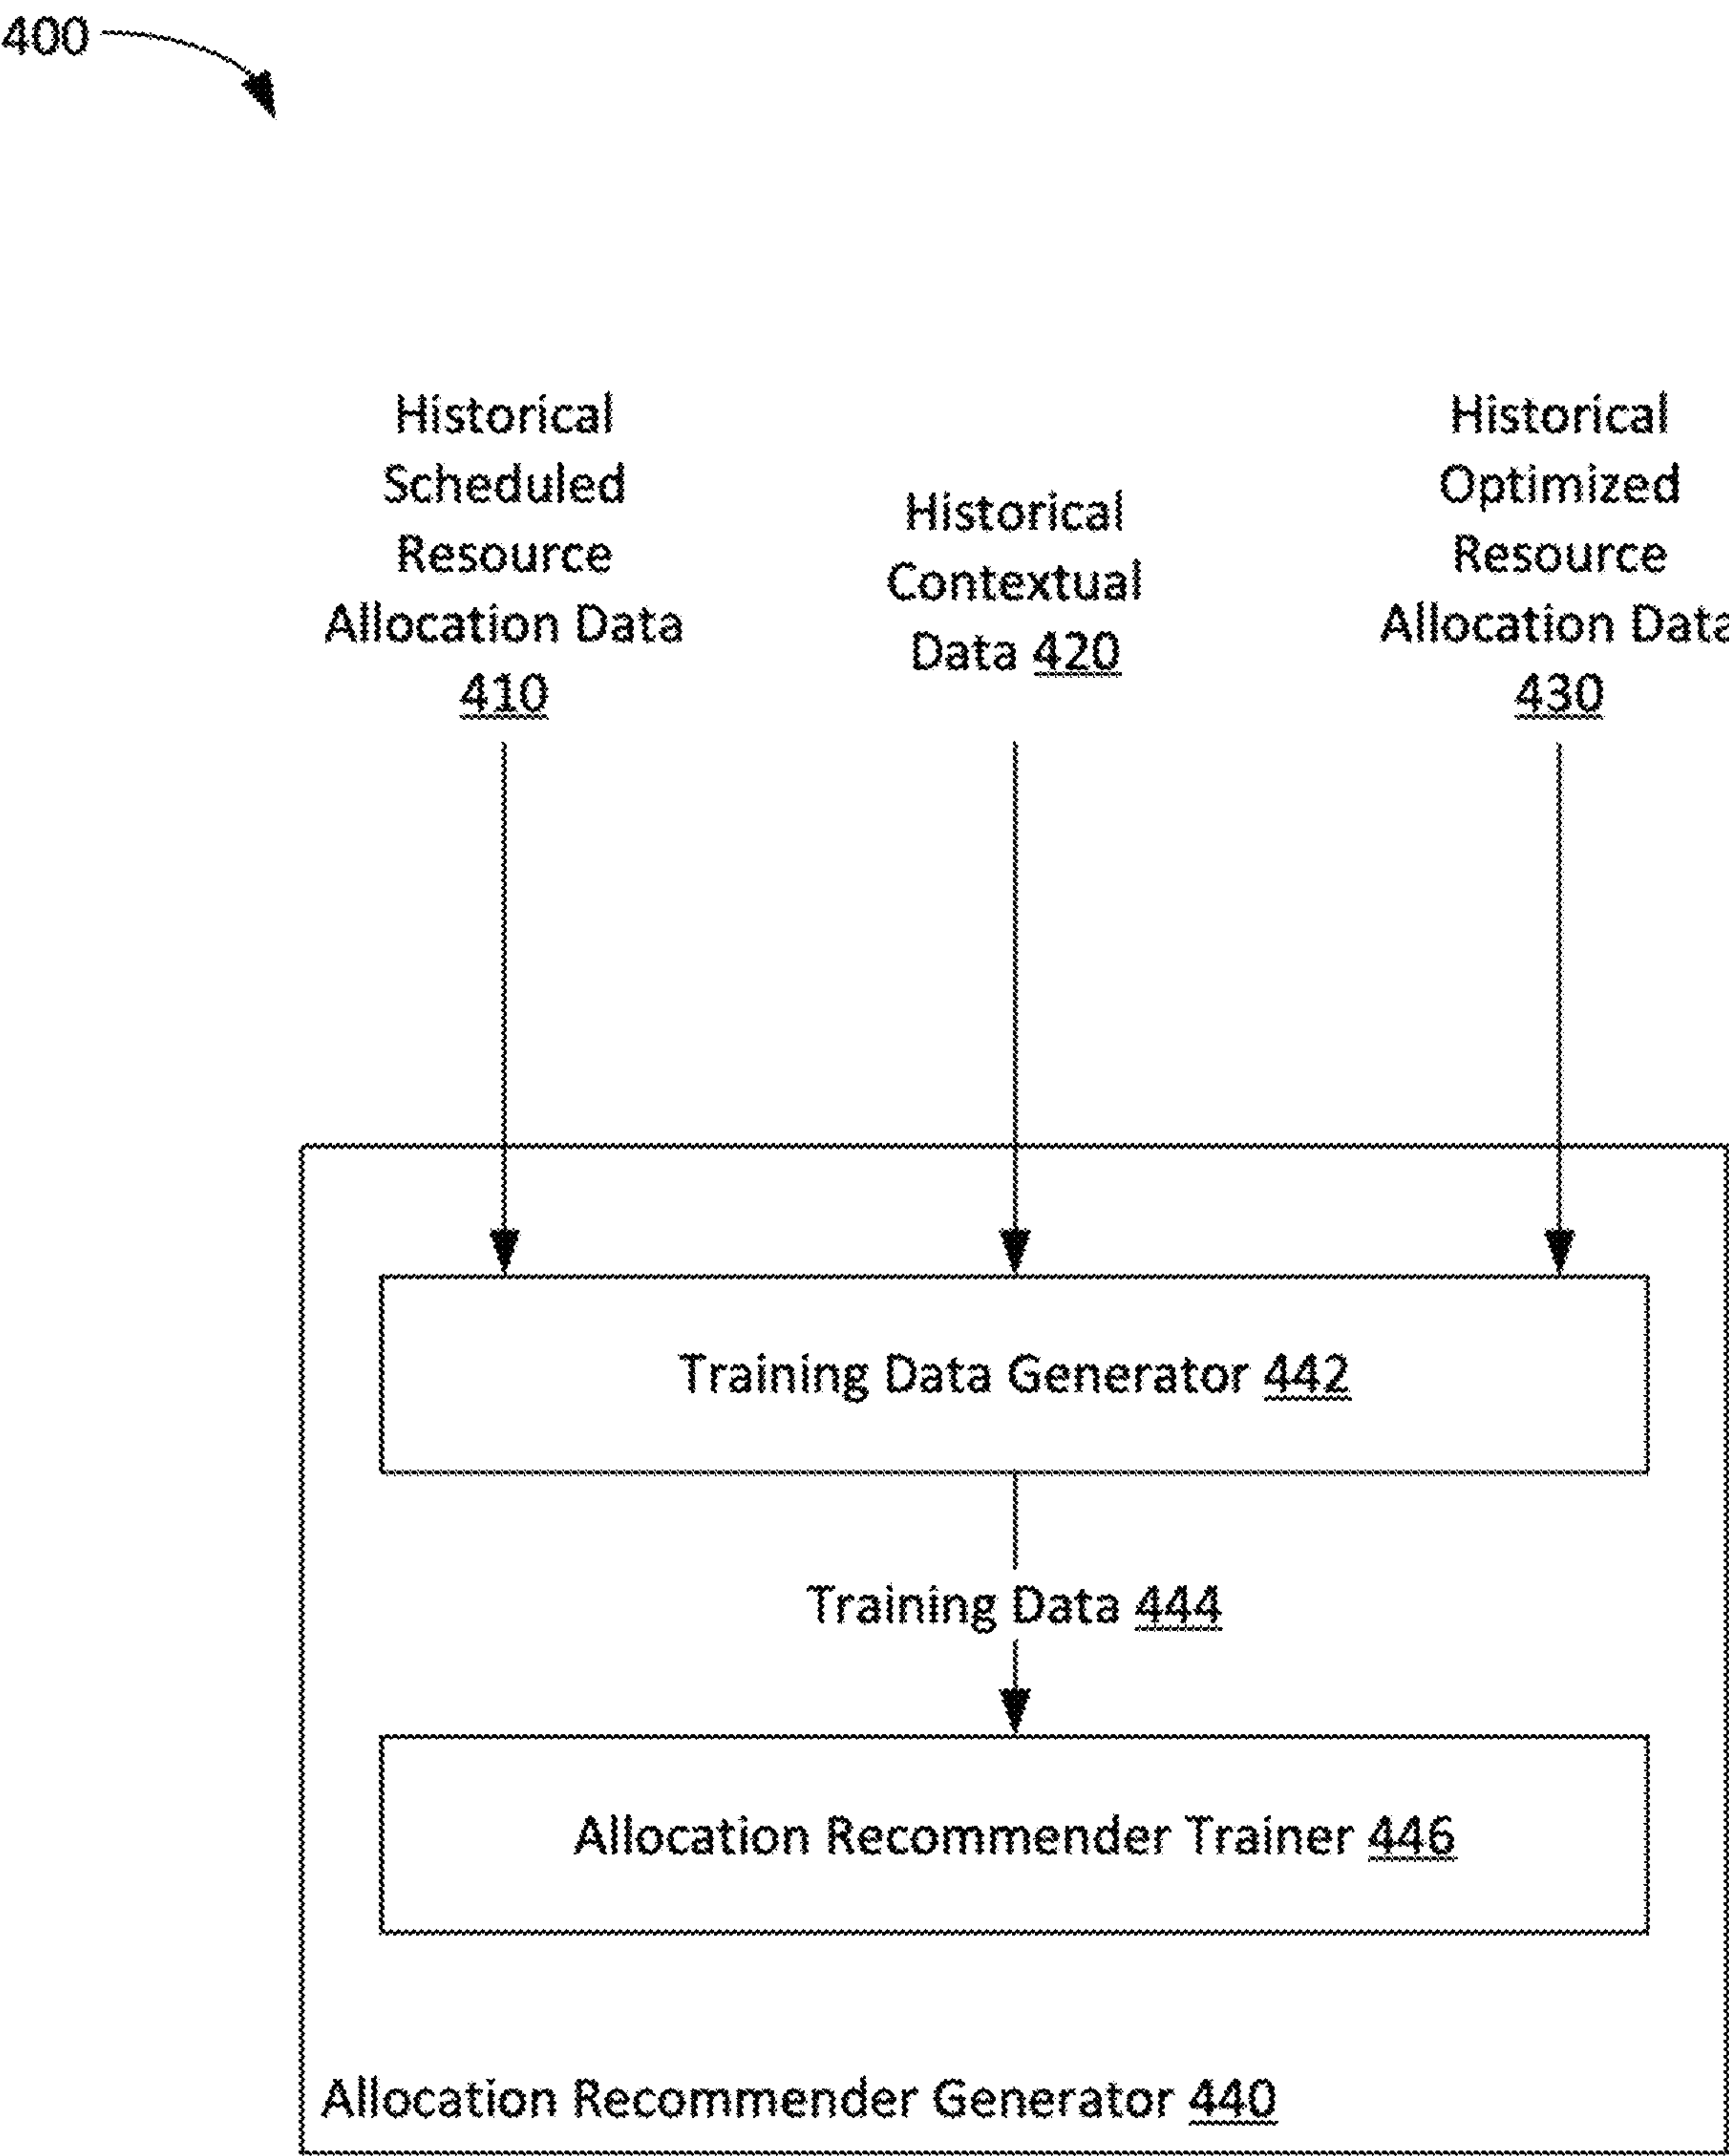 400
Historical
Scheduled
Resource
Allocation Data
410
Historical
Contextual
Data 420
Historical
Optimized
Resource
Allocation Data
430
Training Data Generator 442
Training Data 444
Allocation Recommender Trainer 446
Allocation Recommender Generator 440